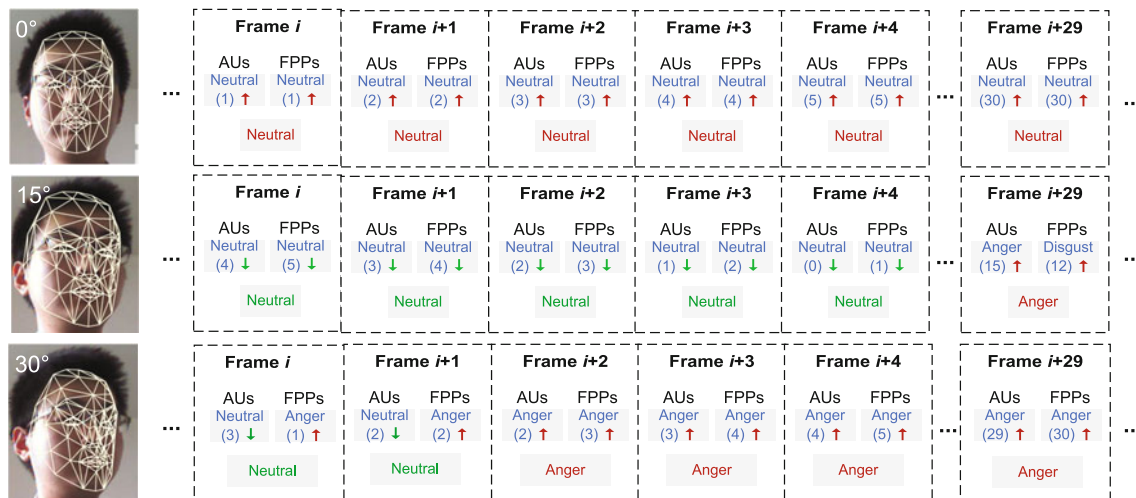 0°
Frame i Frame i+1 Frame i+2 Frame i+3 Frame i+4 Frame i+29
AUs FPPs AUs FPPs AUs FPPs AUs FPPs AUs FPPs AUs FPPs
Neutral Neutral Neutral Neutral Neutral Neutral Neutral Neutral Neutral Neutral Neutral Neutral
... (1) ↑ (1) ↑ (2) ↑ (2) ↑ (3) ↑ (3) ↑ (4) ↑ (4) ↑ (5) ↑ (5) ↑ ... (30) ↑ (30) ↑ ..
Neutral Neutral Neutral Neutral Neutral Neutral
15°
Frame i Frame i+1 Frame i+2 Frame i+3 Frame i+4 Frame i+29
AUs FPPs AUs FPPs AUs FPPs AUs FPPs AUs FPPs AUs FPPs
Neutral Neutral Neutral Neutral Neutral Neutral Neutral Neutral Neutral Neutral Anger Disgust
... (4) ↓ (5) ↓ (3) ↓ (4) ↓ (2) ↓ (3) ↓ (1) ↓ (2) ↓ (0) ↓ (1) ↓ ... (15) ↑ (12) ↑ ..
Neutral Neutral Neutral Neutral Neutral Anger
30°
Frame i Frame i+1 Frame i+2 Frame i+3 Frame i+4 Frame i+29
AUs FPPs AUs FPPs AUs FPPs AUs FPPs AUs FPPs AUs FPPs
Neutral Anger Neutral Anger Anger Anger Anger Anger Anger Anger Anger Anger
... (3) ↓ (1) ↑ (2) ↓ (2) ↑ (2) ↑ (3) ↑ (3) ↑ (4) ↑ (4) ↑ (5) ↑ ... (29) ↑ (30) ↑ ..
Neutral Neutral Anger Anger Anger Anger